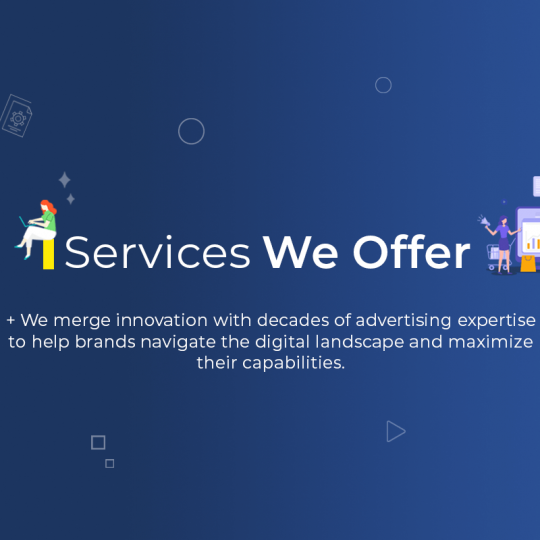 Services We Offer
+ We merge innovation with decades of advertising expertise
to help brands navigate the digital landscape and maximize
their capabilities.